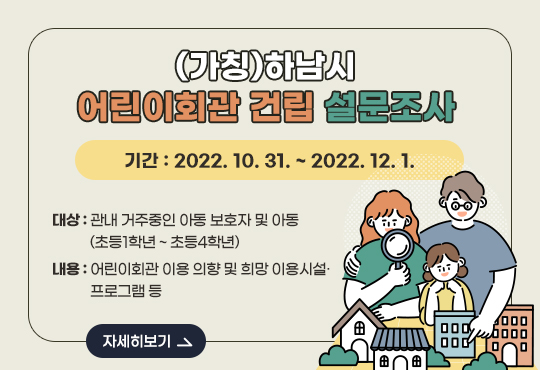 (가칭)하남시
어린이회관 건립 설문조사
기간 : 2022. 10. 31. ~ 2022. 12. 1.
대상 : 관내 거주중인 아동 보호자 및 아동
(초등1학년 ~ 초등4학년)
내용 : 어린이회관 이용 의향 및 희망 이용시설·
프로그램 등
자세히보기